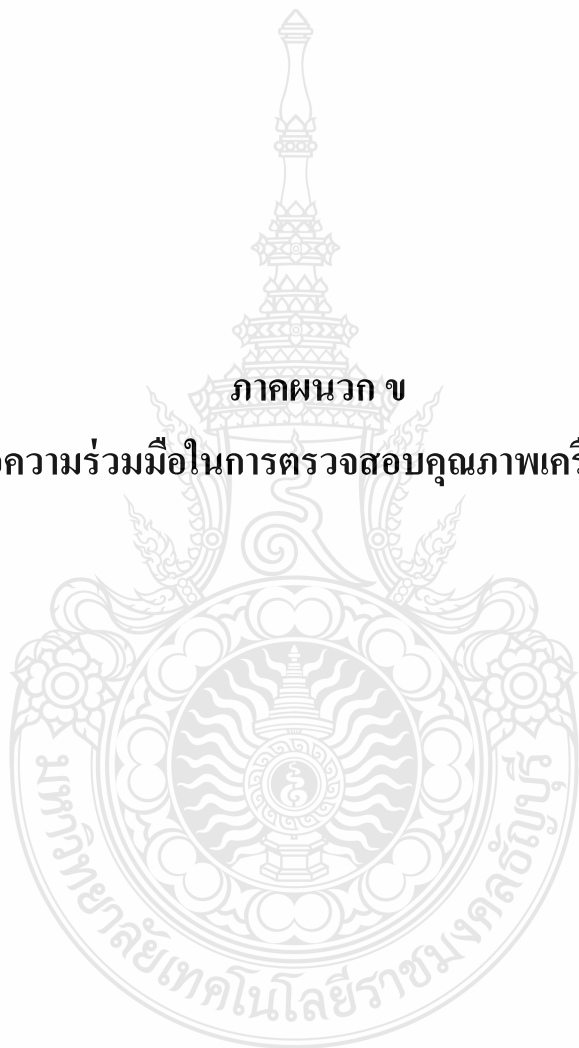 ภาคผนวก ข
ความร่วมมือในการตรวจสอบคุณภาพ
มหาวิทยาลัยเทคโนโลยีราชมงคลธัญบุรี